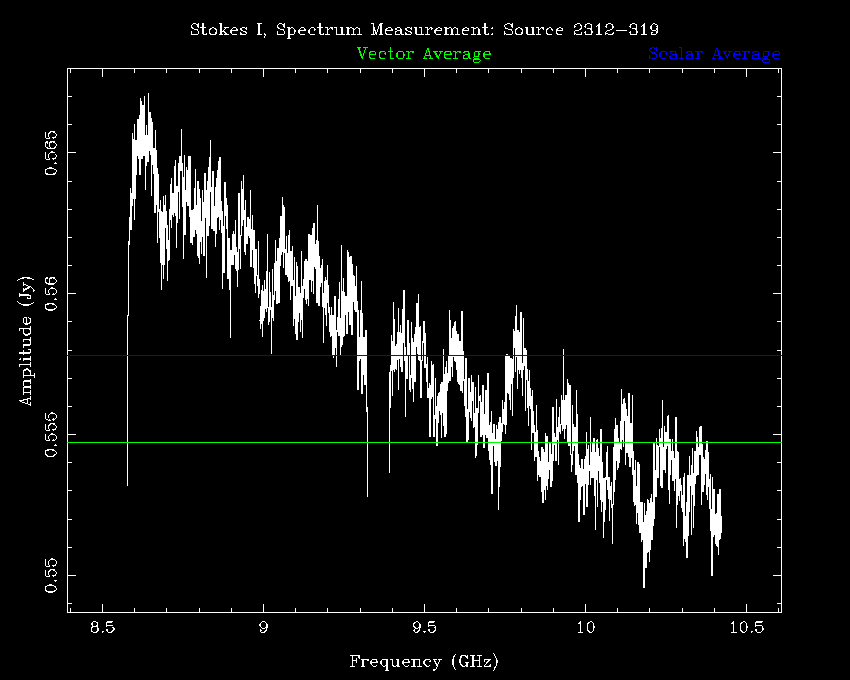 Stokes I, Spectrum Measurement: Source 2312−319
Vector Average Scalar Average
0.565
0.56
0.555
0.55
Amplitude (Jy)
8.5 9 9.5 10 10.5
Frequency (GHz)